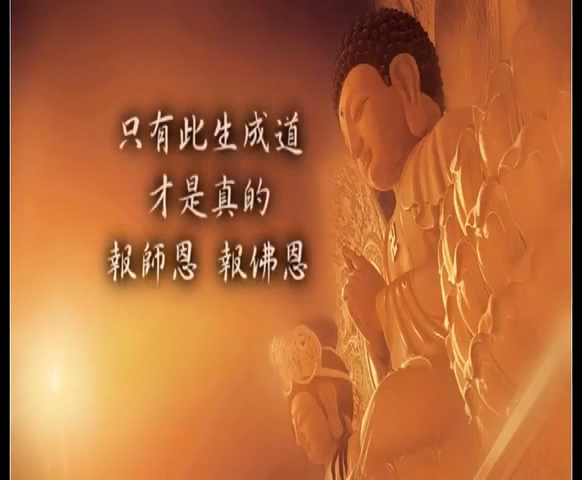 只有此生成道
才是真的
報師恩 報佛恩